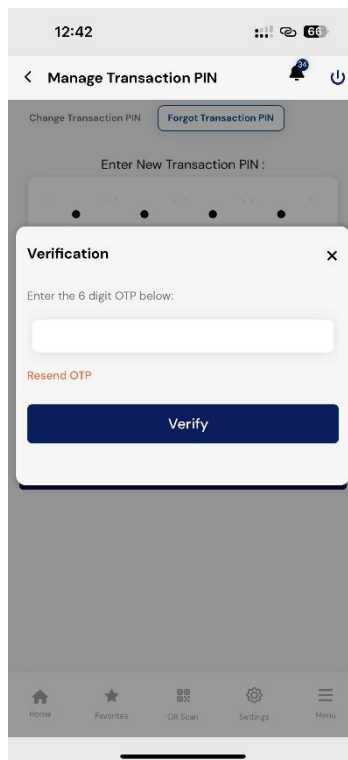 12:42
66
34
Manage Transaction PIN
Change Transaction PIN
Forgot Transaction PIN
Enter New Transaction PIN :
Verification
Enter the 6 digit OTP below:
Resend OTP
Verify
Home
Favorites
QR Scan
Settings
Menu